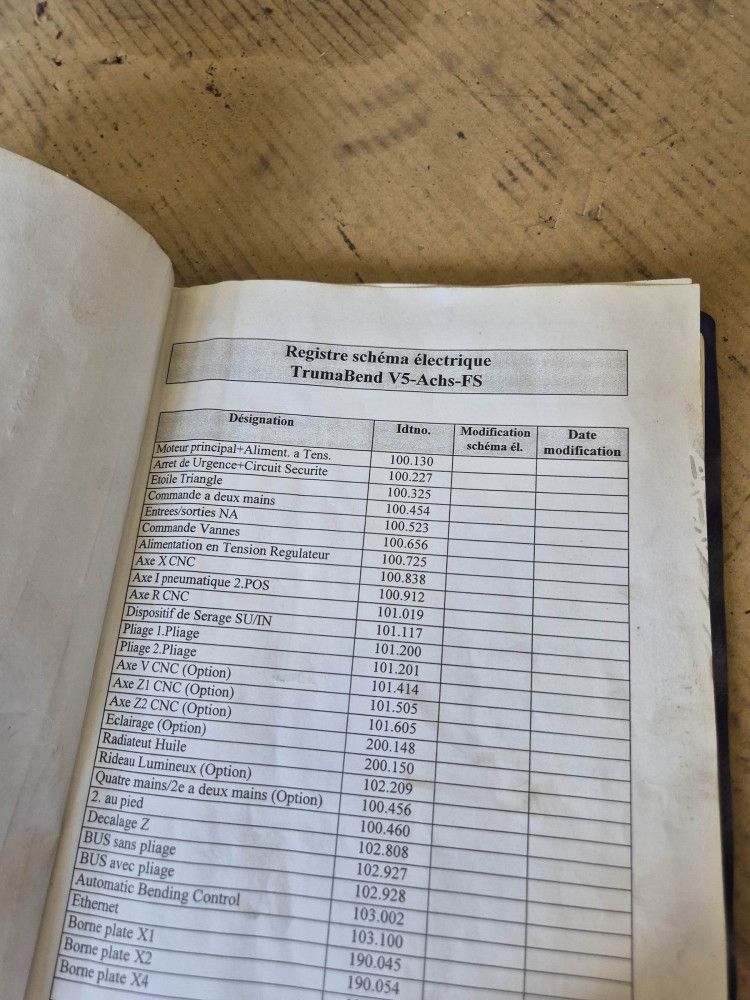 Registre schéma électrique
TrumaBend V5-Achs-FS
Désignation Idtno. Modification schéma él. Date modification
Moteur principal+Aliment. a Tens. 100.130
Arret de Urgence+Circuit Securite 100.227
Etoile Triangle 100.325
Commande a deux mains 100.454
Entrees/sorties NA 100.523
Commande Vannes 100.656
Alimentation en Tension Regulateur 100.725
Axe X CNC 100.838
Axe I pneumatique 2.POS 100.912
Axe R CNC 101.019
Dispositif de Serage SU/IN 101.117
Pliage 1.Pliage 101.200
Pliage 2.Pliage 101.201
Axe V CNC (Option) 101.414
Axe Z1 CNC (Option) 101.505
Axe Z2 CNC (Option) 101.605
Eclairage (Option) 200.148
Radiateut Huile 200.150
Rideau Lumineux (Option) 102.209
Quatre mains/2e a deux mains (Option) 100.456
2. au pied 100.460
Decalage Z 102.808
BUS sans pliage 102.927
BUS avec pliage 102.928
Automatic Bending Control 103.002
Ethernet 103.100
Borne plate X1 190.045
Borne plate X2 190.054
Borne plate X4